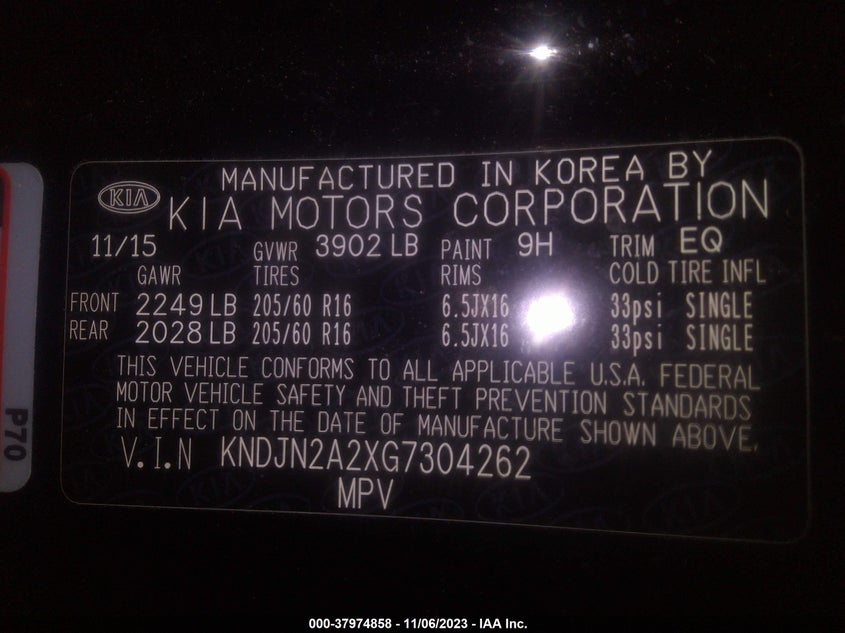 MANUFACTURED IN KOREA BY
KIA KIA MOTORS CORPORATION
11/15 GVWR 3902 LB PAINT 9H TRIM EQ
GAWR TIRES RIMS COLD TIRE INFL
FRONT 2249 LB 205/60 R16 6.5JX16 33psi SINGLE
REAR 2028 LB 205/60 R16 6.5JX16 33psi SINGLE
THIS VEHICLE CONFORMS TO ALL APPLICABLE U.S.A. FEDERAL
MOTOR VEHICLE SAFETY AND THEFT PREVENTION STANDARDS
IN EFFECT ON THE DATE OF MANUFACTURE SHOWN ABOVE.
V.I.N KNDJN2A2XG7304262
MPV
P70
000-37974858 - 11/06/2023 - IAA Inc.